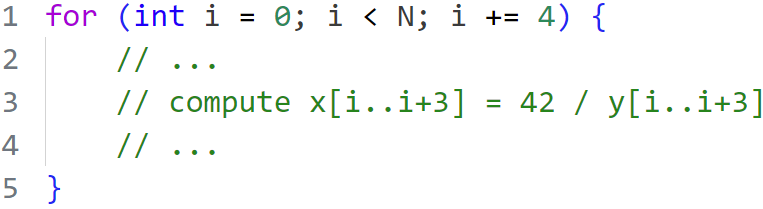 1 for (int i = 0; i < N; i += 4) {
2 // ...
3 // compute x[i..i+3] = 42 / y[i..i+3]
4 // ...
5 }